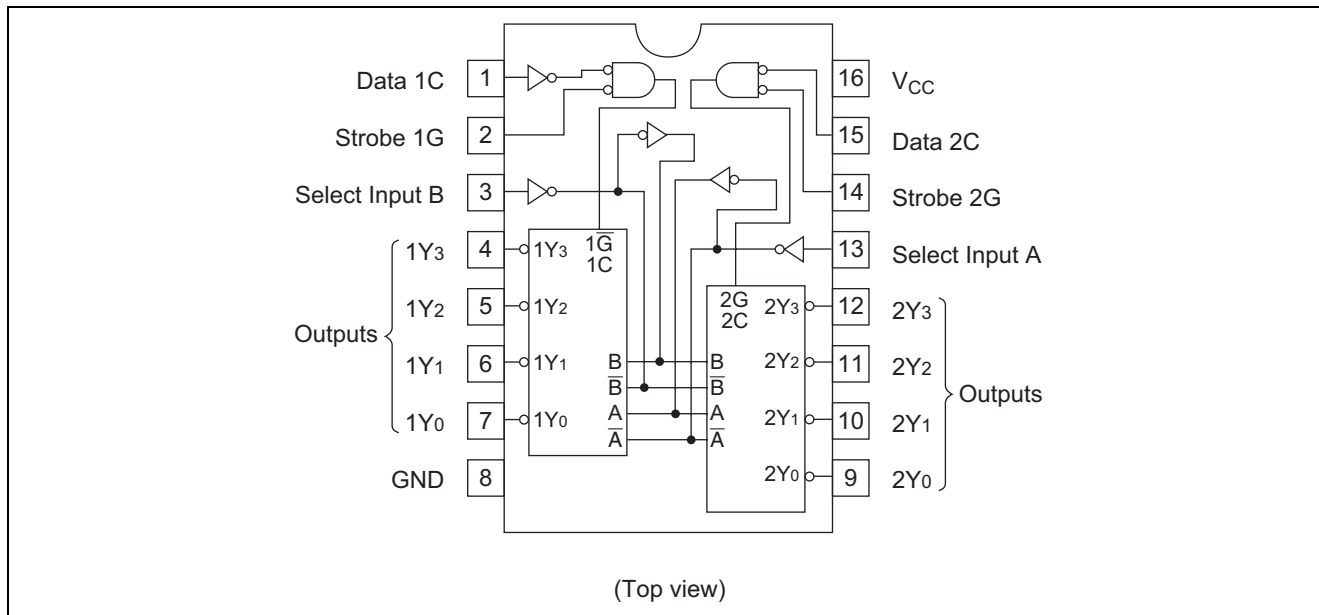 Data 1C 1
Strobe 1G 2
Select Input B 3
1Y3 4
1Y2 5
Outputs
1Y1 6
1Y0 7
GND 8
16 VCC
15 Data 2C
14 Strobe 2G
13 Select Input A
12 2Y3
11 2Y2
Outputs
10 2Y1
9 2Y0
1Y3
1Y2
1Y1
1Y0
1G̅
1C
B
B̅
A
A̅
2G
2C
B
B̅
A
A̅
2Y3
2Y2
2Y1
2Y0
(Top view)